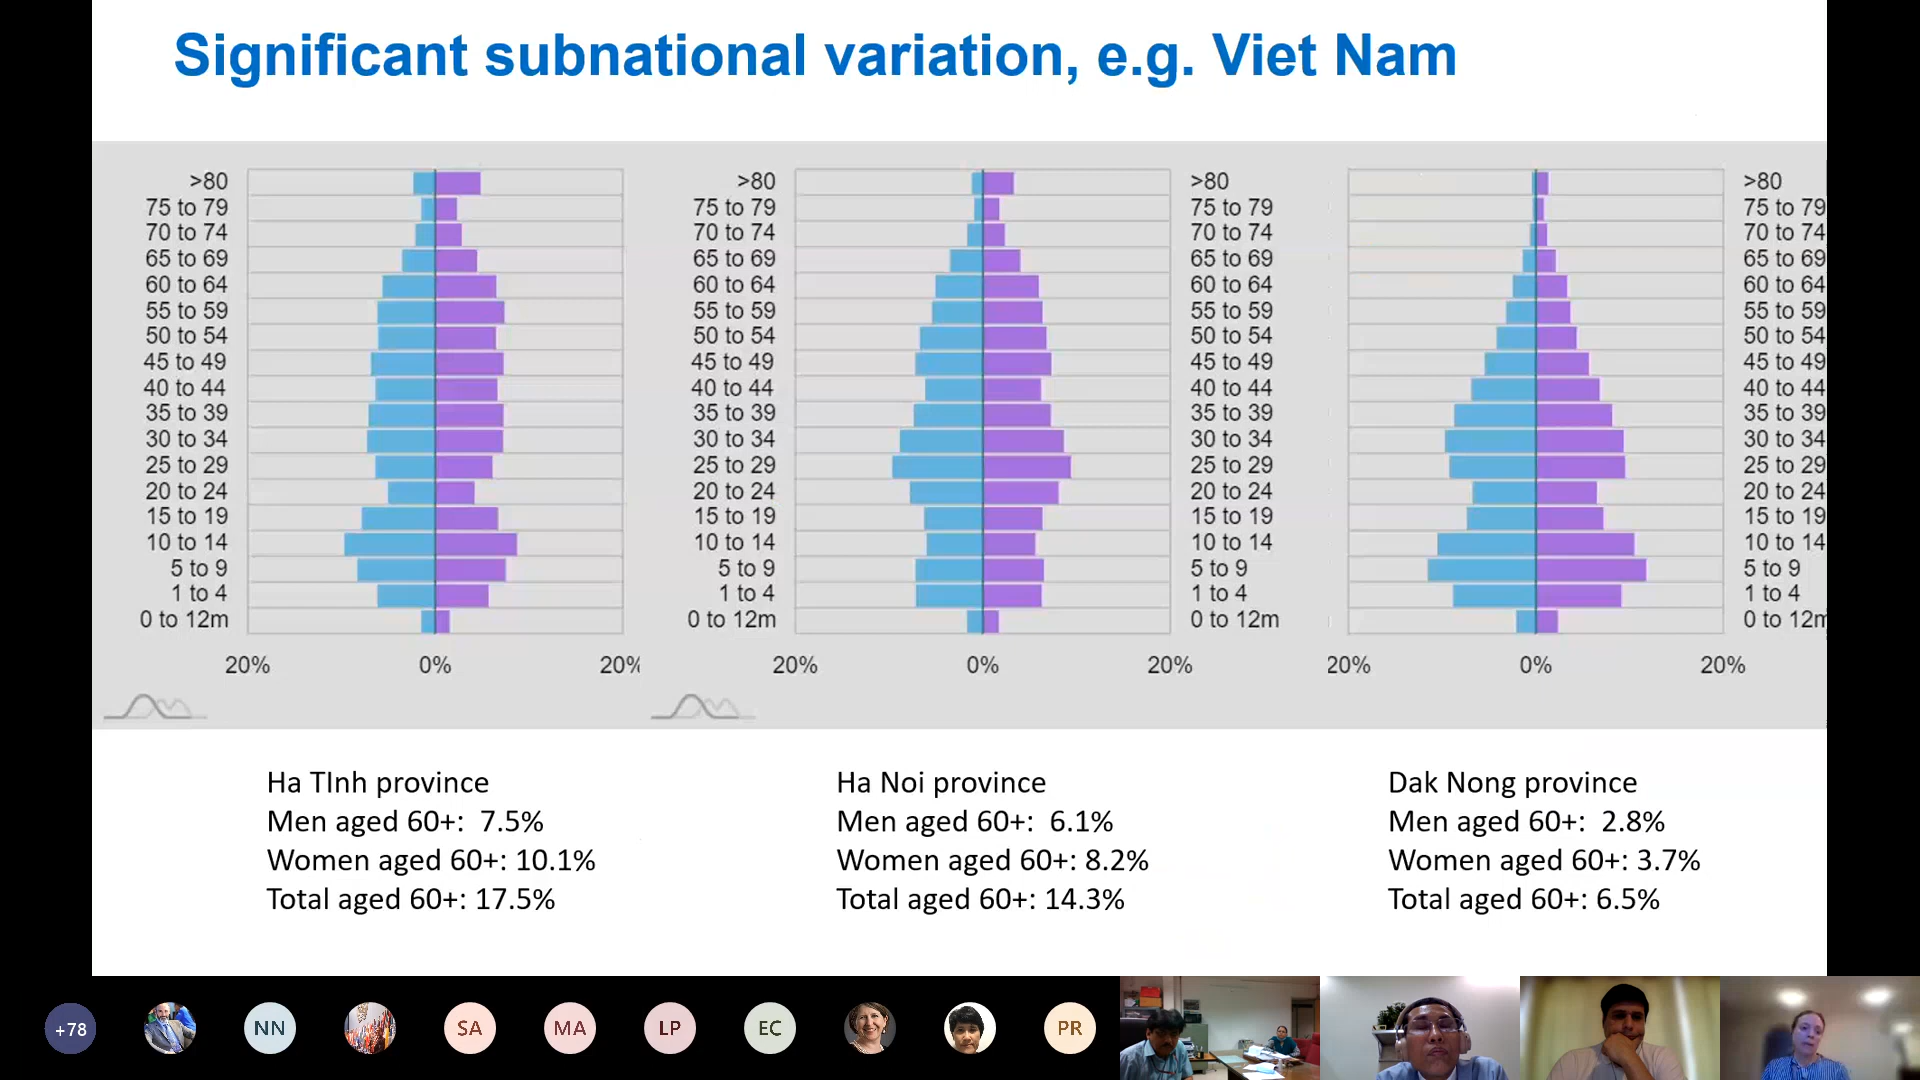 Significant subnational variation, e.g. Viet Nam
>80
75 to 79
70 to 74
65 to 69
60 to 64
55 to 59
50 to 54
45 to 49
40 to 44
35 to 39
30 to 34
25 to 29
20 to 24
15 to 19
10 to 14
5 to 9
1 to 4
0 to 12m
20% 0% 20%
>80
75 to 79
70 to 74
65 to 69
60 to 64
55 to 59
50 to 54
45 to 49
40 to 44
35 to 39
30 to 34
25 to 29
20 to 24
15 to 19
10 to 14
5 to 9
1 to 4
0 to 12m
20% 0% 20%
>80
75 to 79
70 to 74
65 to 69
60 to 64
55 to 59
50 to 54
45 to 49
40 to 44
35 to 39
30 to 34
25 to 29
20 to 24
15 to 19
10 to 14
5 to 9
1 to 4
0 to 12m
20% 0% 20%
>80
75 to 79
70 to 74
65 to 69
60 to 64
55 to 59
50 to 54
45 to 49
40 to 44
35 to 39
30 to 34
25 to 29
20 to 24
15 to 19
10 to 14
5 to 9
1 to 4
0 to 12m
Ha TInh province
Men aged 60+: 7.5%
Women aged 60+: 10.1%
Total aged 60+: 17.5%
Ha Noi province
Men aged 60+: 6.1%
Women aged 60+: 8.2%
Total aged 60+: 14.3%
Dak Nong province
Men aged 60+: 2.8%
Women aged 60+: 3.7%
Total aged 60+: 6.5%
+78 NN SA MA LP EC PR